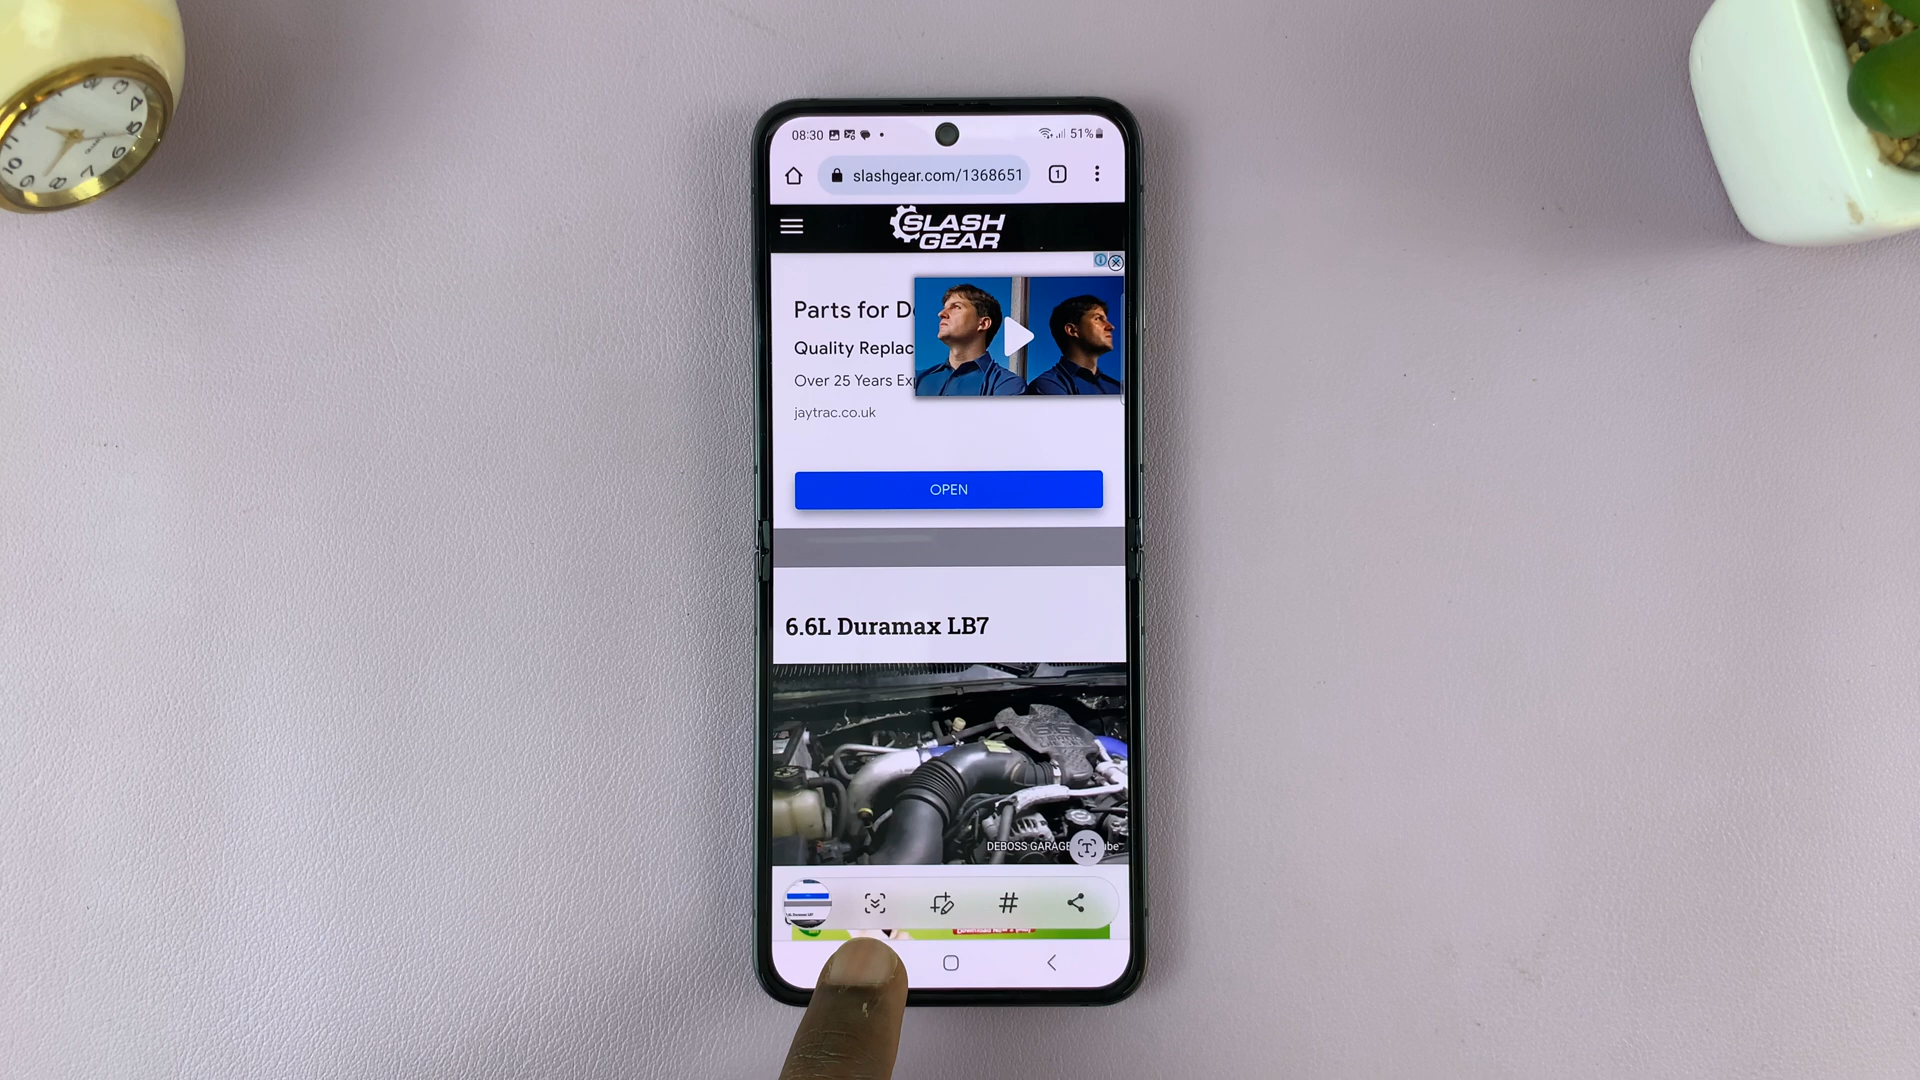 08:30
51%
slashgear.com/1368651
1
SLASH
GEAR
Parts for D
Quality Replac
Over 25 Years Ex
jaytrac.co.uk
OPEN
6.6L Duramax LB7
DEBOSS GARAGE
be
#